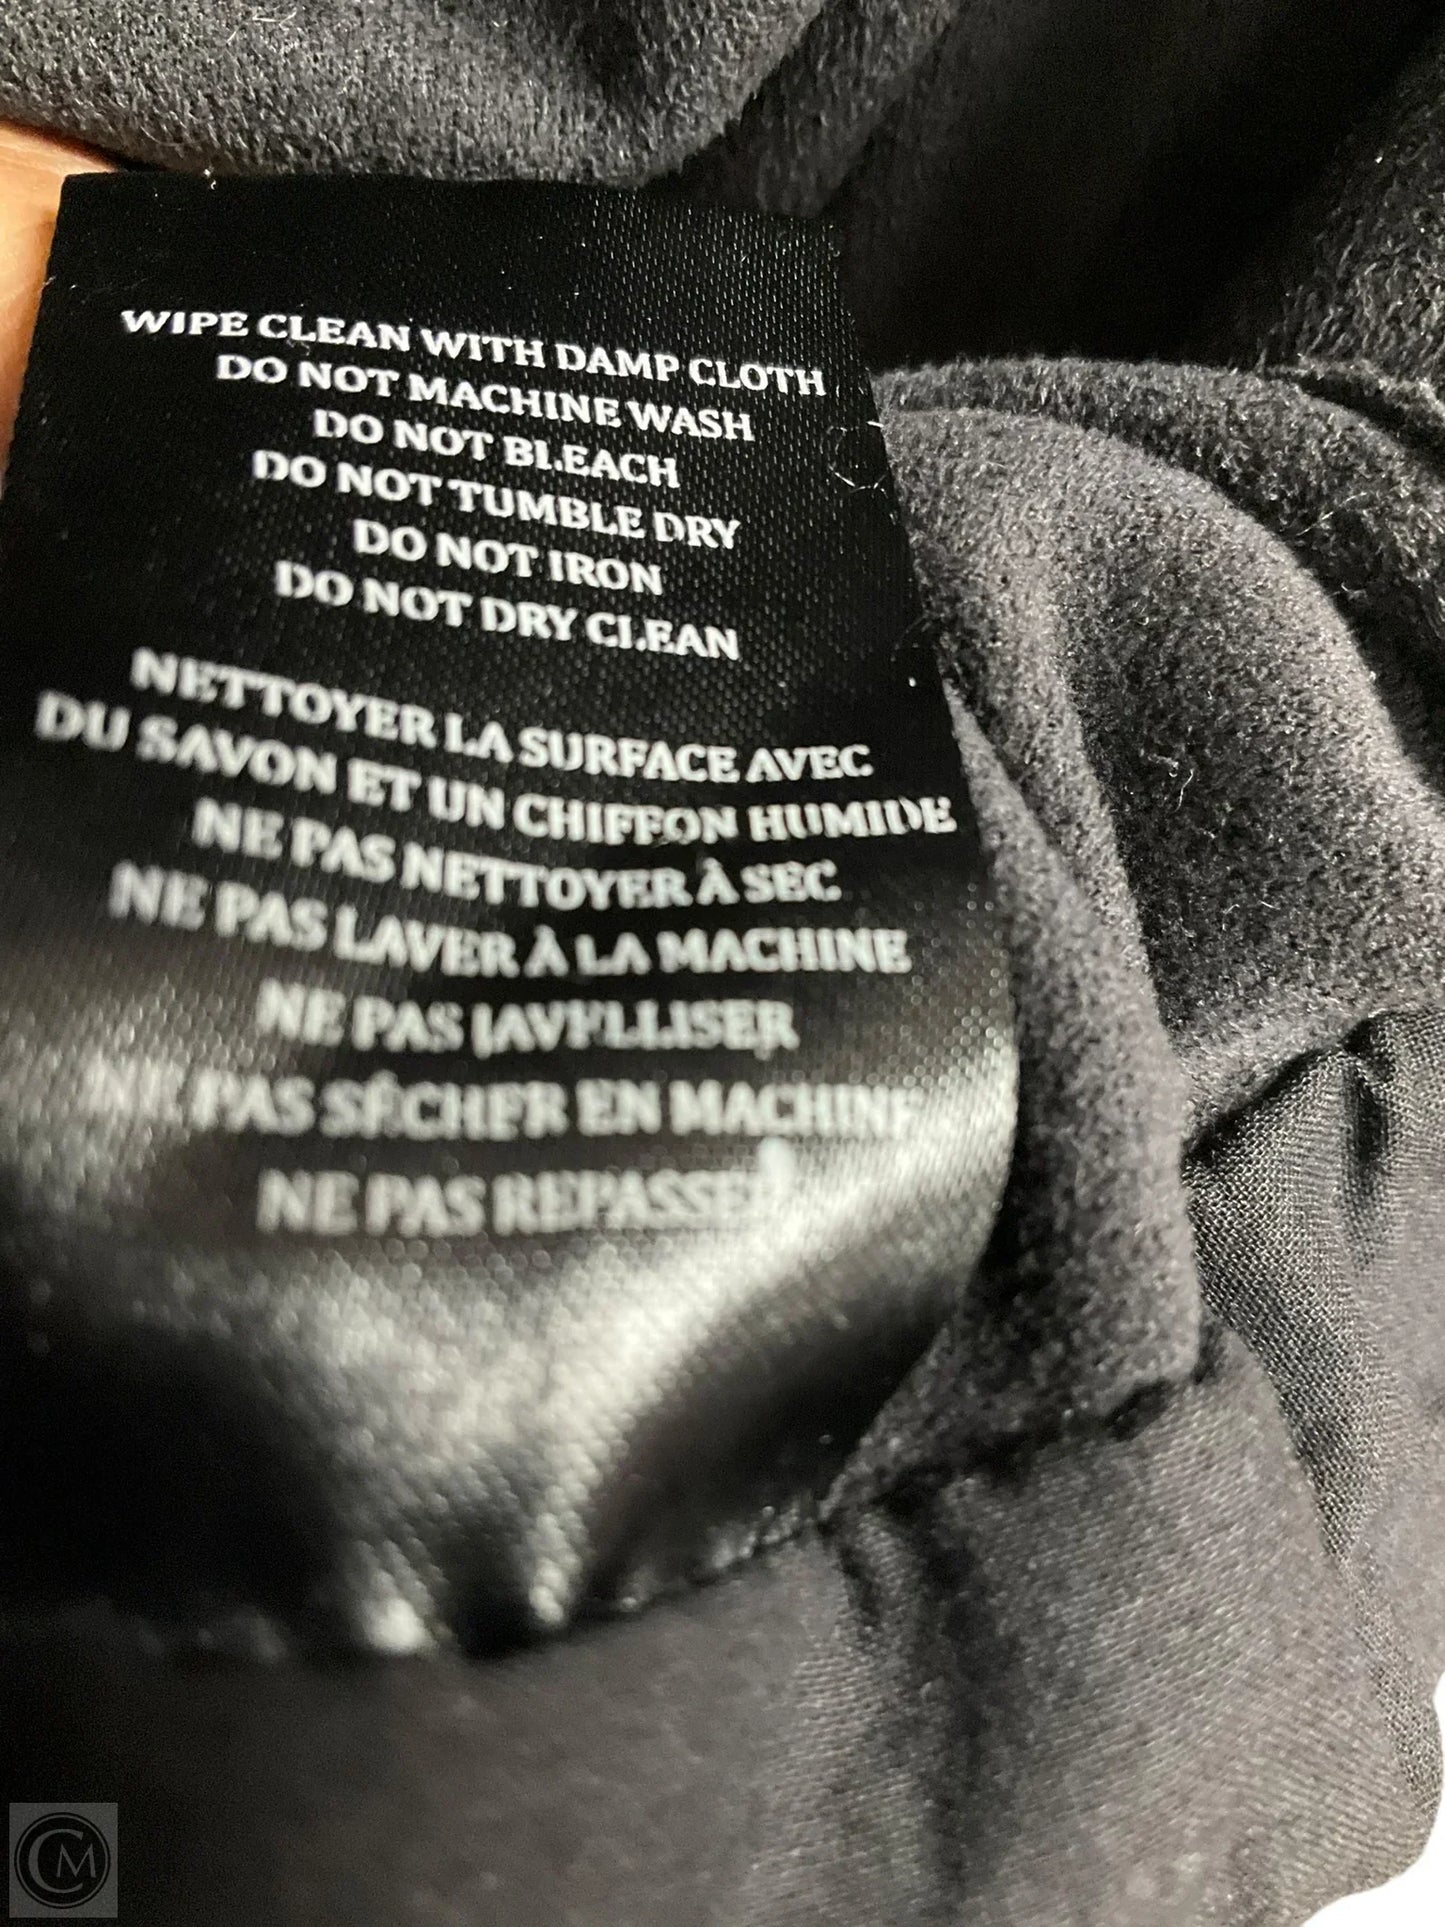 WIPE CLEAN WITH DAMP CLOTH
DO NOT MACHINE WASH
DO NOT BLEACH
DO NOT TUMBLE DRY
DO NOT IRON
DO NOT DRY CLEAN
NETTOYER LA SURFACE AVEC
DU SAVON ET UN CHIFFON HUMIDE
NE PAS NETTOYER À SEC
NE PAS LAVER À LA MACHINE
NE PAS JAVELLISER
NE PAS SÉCHER EN MACHINE
NE PAS REPASSER
CM